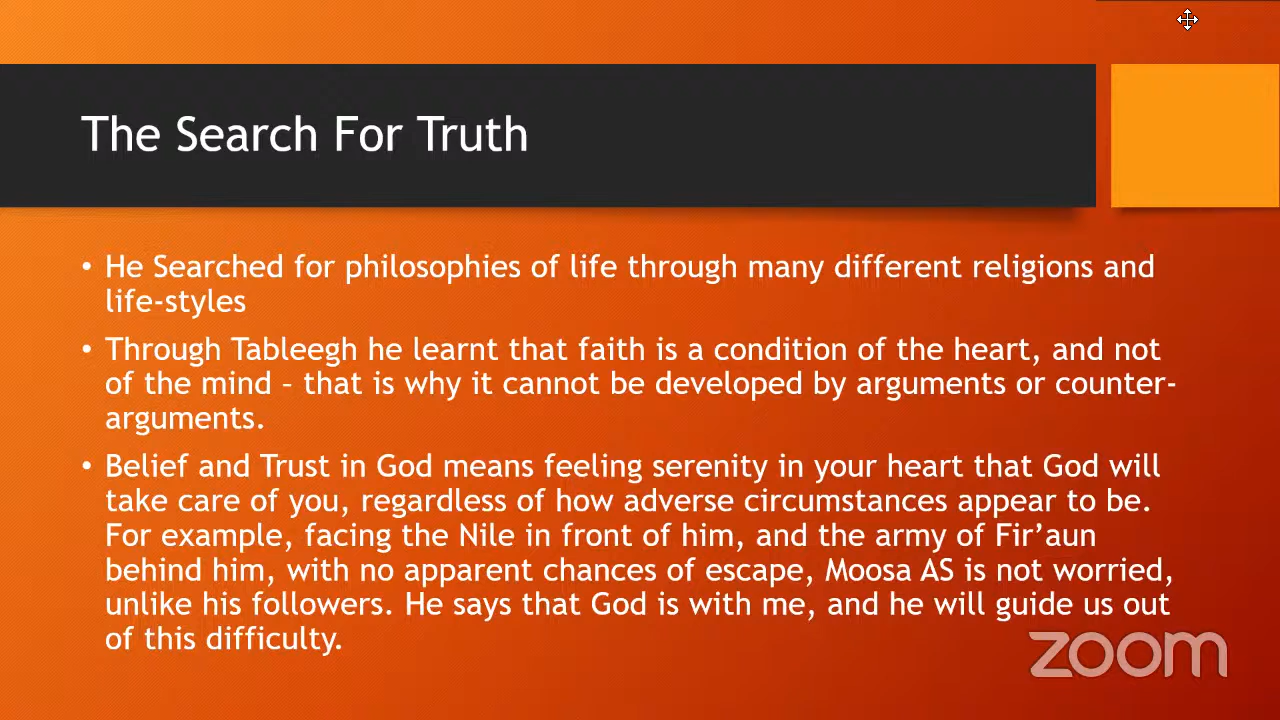 The Search For Truth
• He Searched for philosophies of life through many different religions and
life-styles
• Through Tableegh he learnt that faith is a condition of the heart, and not
of the mind – that is why it cannot be developed by arguments or counter-
arguments.
• Belief and Trust in God means feeling serenity in your heart that God will
take care of you, regardless of how adverse circumstances appear to be.
For example, facing the Nile in front of him, and the army of Fir’aun
behind him, with no apparent chances of escape, Moosa AS is not worried,
unlike his followers. He says that God is with me, and he will guide us out
of this difficulty.
zoom